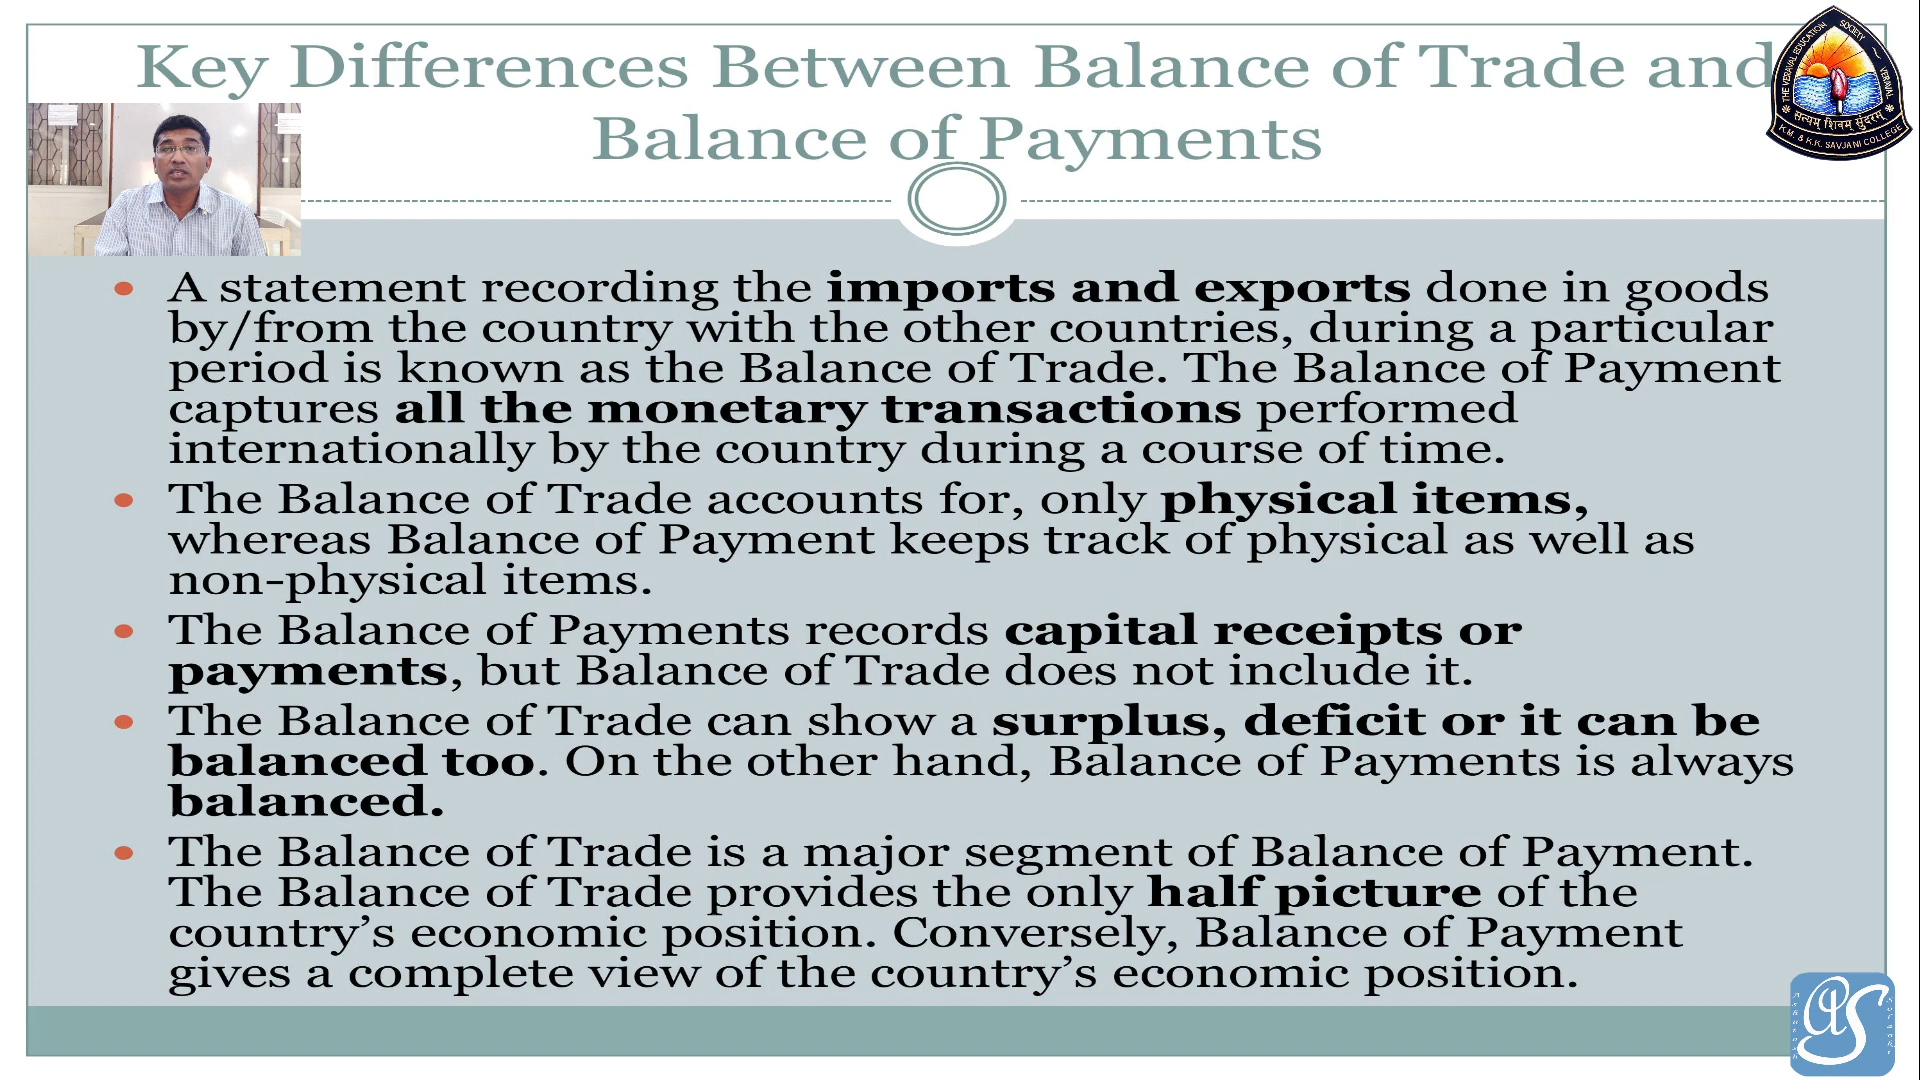 Key Differences Between Balance of Trade and
Balance of Payments
THE VERAVAL EDUCATION SOCIETY VERAVAL
सत्यम् शिवम् सुंदरम्
K.M. & K.K. SAVJANI COLLEGE
• A statement recording the imports and exports done in goods
by/from the country with the other countries, during a particular
period is known as the Balance of Trade. The Balance of Payment
captures all the monetary transactions performed
internationally by the country during a course of time.
• The Balance of Trade accounts for, only physical items,
whereas Balance of Payment keeps track of physical as well as
non-physical items.
• The Balance of Payments records capital receipts or
payments, but Balance of Trade does not include it.
• The Balance of Trade can show a surplus, deficit or it can be
balanced too. On the other hand, Balance of Payments is always
balanced.
• The Balance of Trade is a major segment of Balance of Payment.
The Balance of Trade provides the only half picture of the
country’s economic position. Conversely, Balance of Payment
gives a complete view of the country’s economic position.